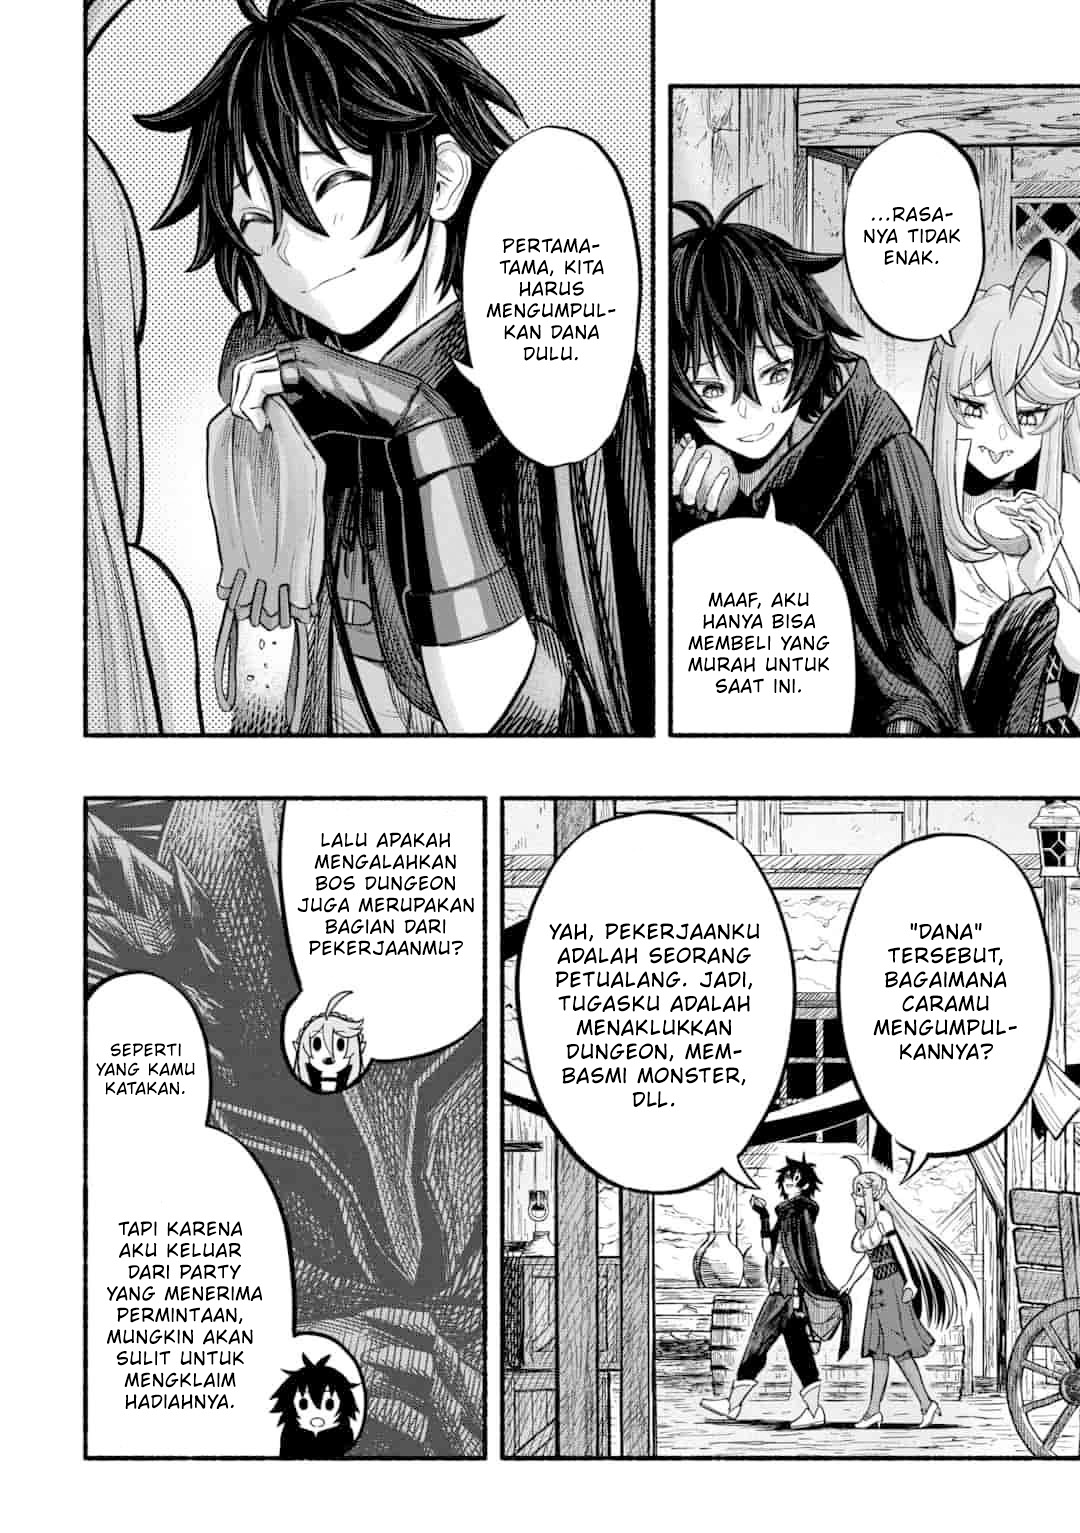 ...RASA-
NYA TIDAK
ENAK.
MAAF, AKU
HANYA BISA
MEMBELI YANG
MURAH UNTUK
SAAT INI.
PERTAMA-
TAMA, KITA
HARUS
MENGUMPUL-
KAN DANA
DULU.
"DANA"
TERSEBUT,
BAGAIMANA
CARAMU
MENGUMPUL-
KANNYA?
YAH, PEKERJAANKU
ADALAH SEORANG
PETUALANG. JADI,
TUGASKU ADALAH
MENAKLUKKAN
DUNGEON, MEM-
BASMI MONSTER,
DLL.
LALU APAKAH
MENGALAHKAN
BOS DUNGEON
JUGA MERUPAKAN
BAGIAN DARI
PEKERJAANMU?
SEPERTI
YANG KAMU
KATAKAN.
TAPI KARENA
AKU KELUAR
DARI PARTY
YANG MENERIMA
PERMINTAAN,
MUNGKIN AKAN
SULIT UNTUK
MENGKLAIM
HADIAHNYA.